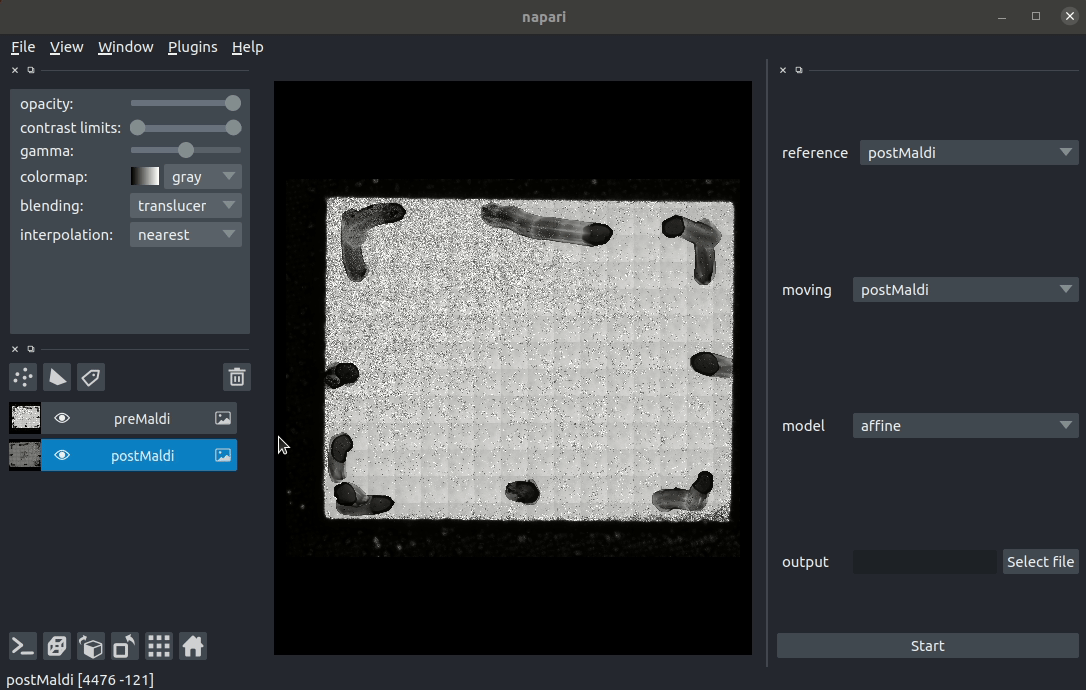 napari
File View Window Plugins Help
opacity:
contrast limits:
gamma:
colormap: gray
blending: translucer
interpolation: nearest
preMaldi
postMaldi
reference postMaldi
moving postMaldi
model affine
output Select file
Start
postMaldi [4476 -121]